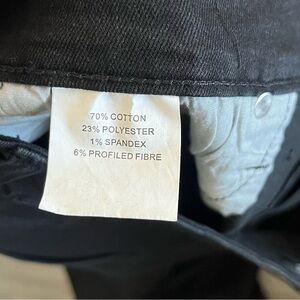 70% COTTON
23% POLYESTER
1% SPANDEX
6% PROFILED FIBRE